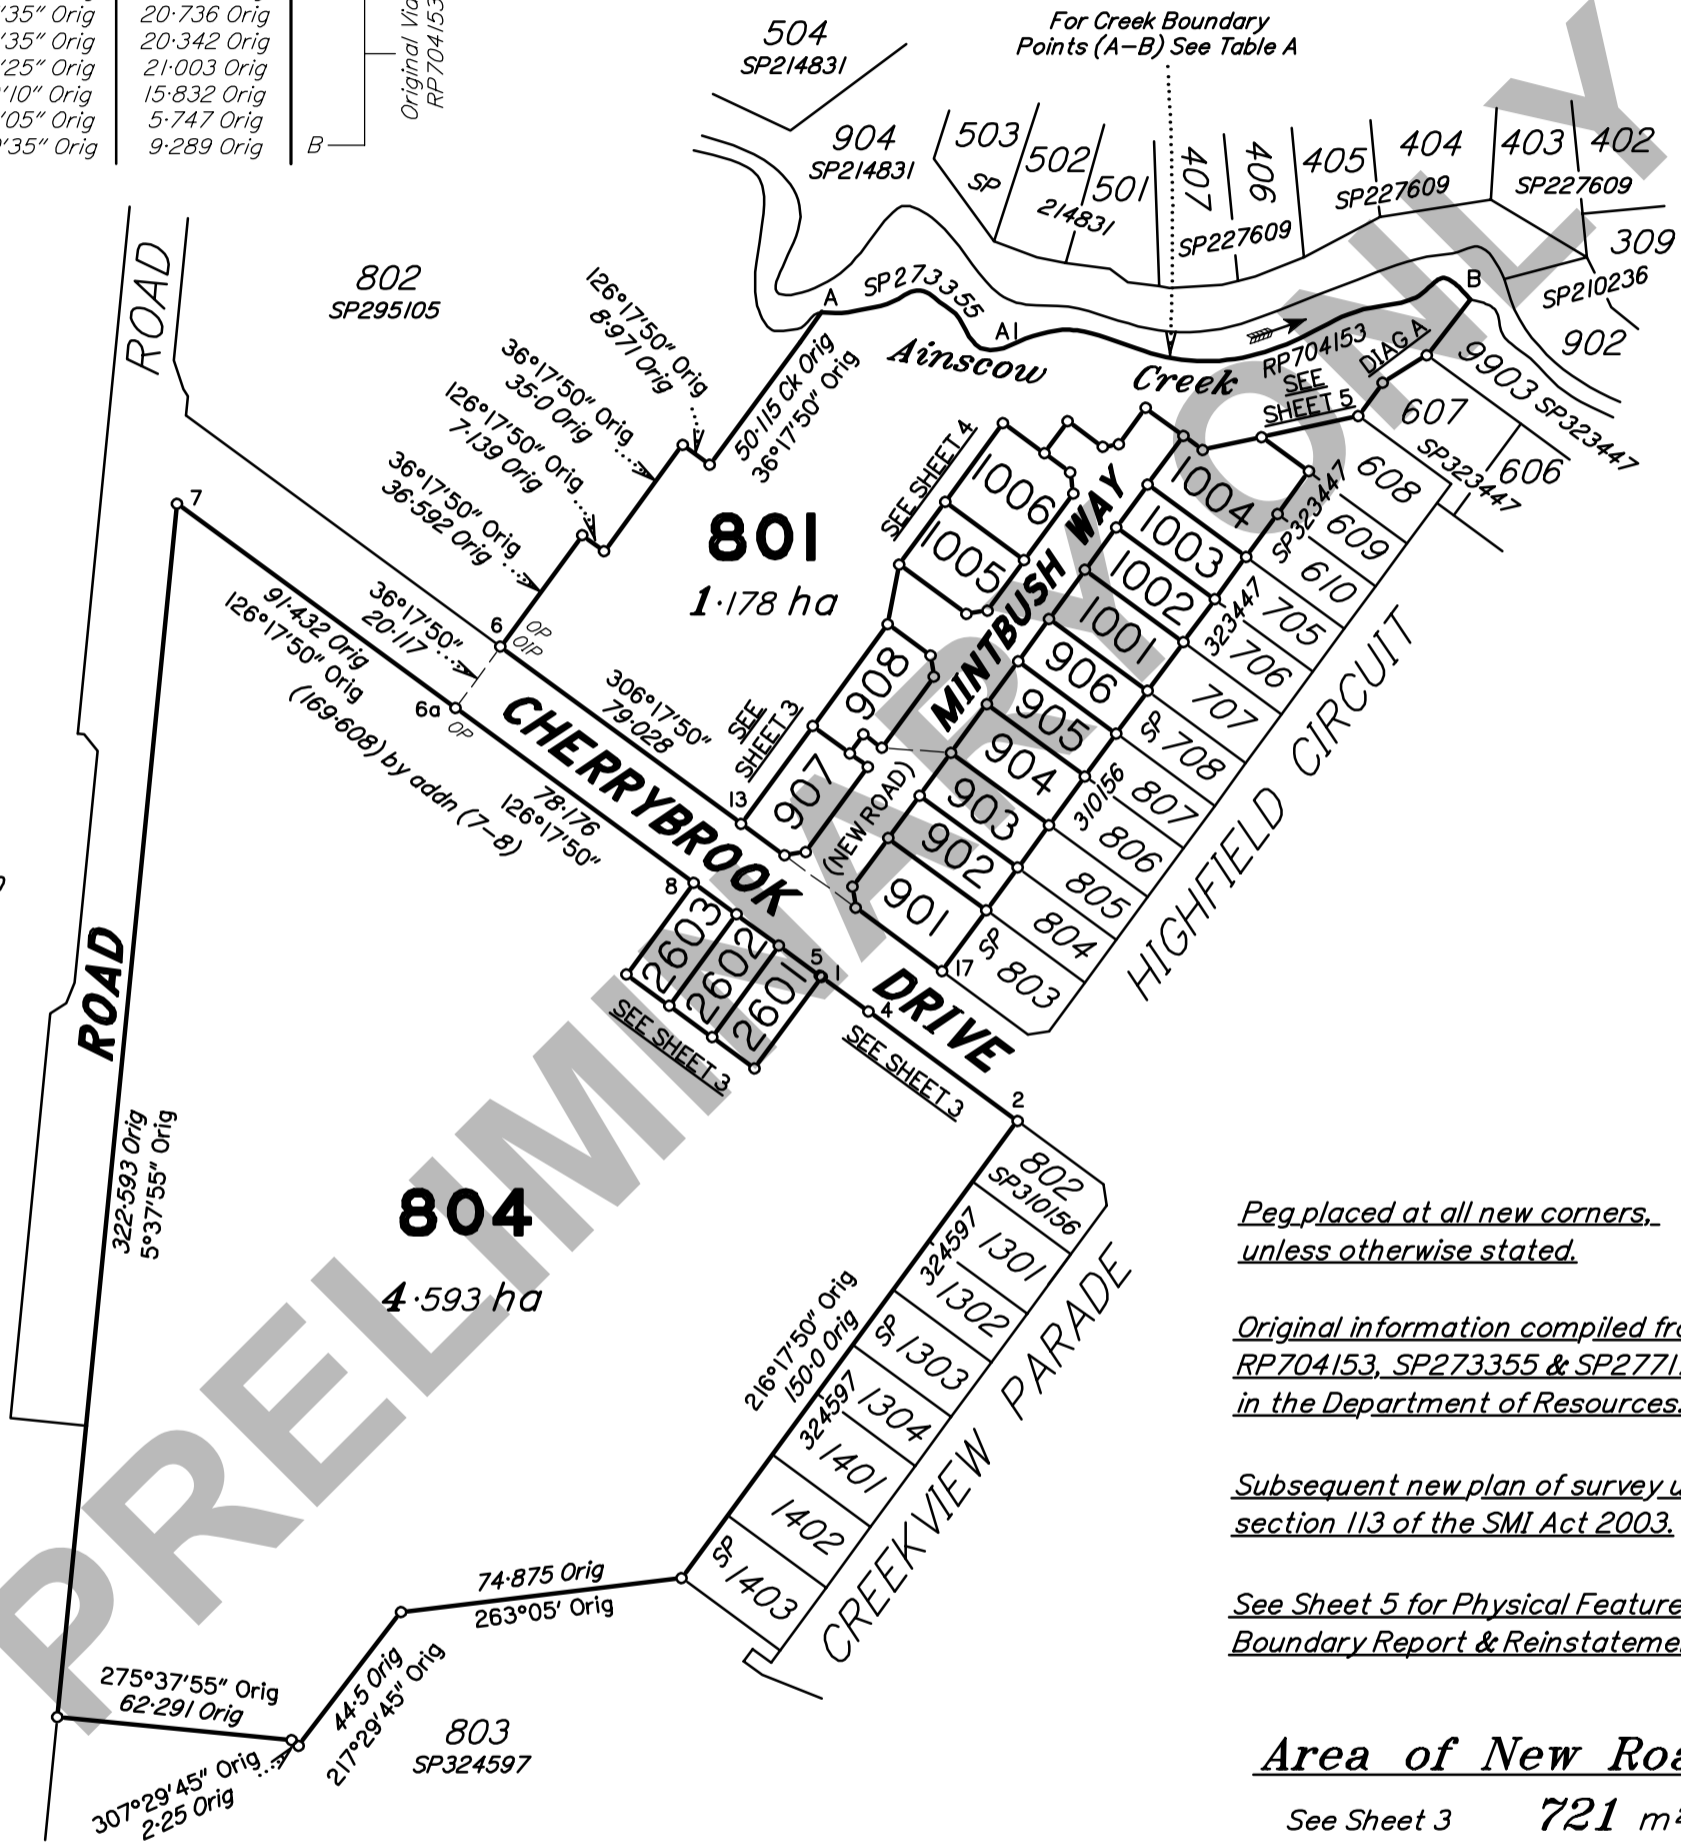 '35" Orig 20·736 Orig
'35" Orig 20·342 Orig
'25" Orig 21·003 Orig
'10" Orig 15·832 Orig
'05" Orig 5·747 Orig
'35" Orig 9·289 Orig
B
Original
RP704153
For Creek Boundary
Points (A–B) See Table A
504
SP214831
904
SP214831
503
SP
502
501
214831
407
406
SP227609
405
404
SP227609
403
402
SP227609
309
SP210236
902
9903 SP323447
ROAD
802
SP295105
126°17'50" Orig
8·971 Orig
36°17'50" Orig
35·0 Orig
126°17'50" Orig
7·139 Orig
36°17'50" Orig
36·592 Orig
50·115 Ck Orig
36°17'50" Orig
A
SP273355
A1
B
Ainscow Creek
RP704153
SEE
SHEET 5
DIAG A
607
SP323447
606
608
609
610
SP323447
705
323447
706
707
SP
708
807
310156
806
805
804
SP
803
HIGHFIELD CIRCUIT
801
1·178 ha
SEE SHEET 4
1006
1005
1004
1003
1002
1001
MINTBUSH WAY
908
907
906
905
904
903
902
901
(NEW ROAD)
SEE
SHEET 3
7
6
OP
OIP
6a
OP
91·432 Orig
126°17'50" Orig
36°17'50"
20·117
(169·608) by addn (7–8)
306°17'50"
79·028
78·176
126°17'50"
CHERRYBROOK DRIVE
13
8
5
1
4
17
2
2603
2602
2601
SEE SHEET 3
SEE SHEET 3
ROAD
322·593 Orig
5°37'55" Orig
804
4·593 ha
802
SP310156
1301
324597
1302
SP
1303
1304
324597
1401
1402
SP
1403
CREEKVIEW PARADE
216°17'50" Orig
150·0 Orig
74·875 Orig
263°05' Orig
44·5 Orig
217°29'45" Orig
275°37'55" Orig
62·291 Orig
307°29'45" Orig
2·25 Orig
803
SP324597
Peg placed at all new corners,
unless otherwise stated.
Original information compiled
RP704153, SP273355 &
in the Department of Resources.
Subsequent new plan of survey
section 113 of the SMI Act 2003.
See Sheet 5 for Physical
Boundary Report &
Area of New
See Sheet 3 721
PRELIMINARY ONLY